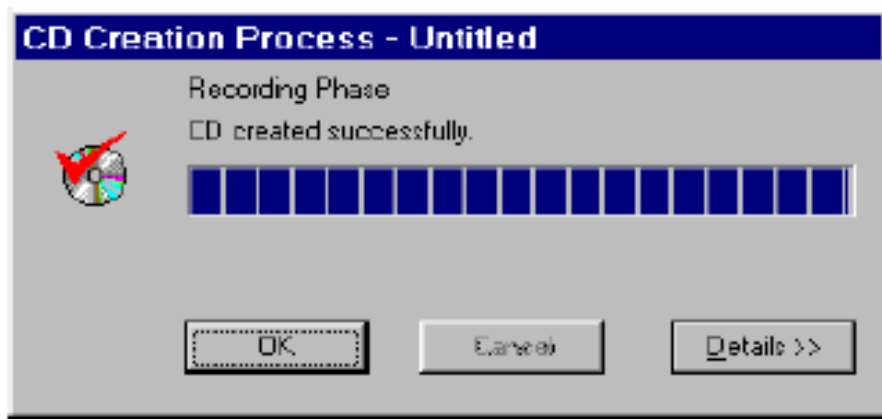 CD Creation Process - Untitled
Recording Phase
CD created successfully.
OK
Cancel
Details >>